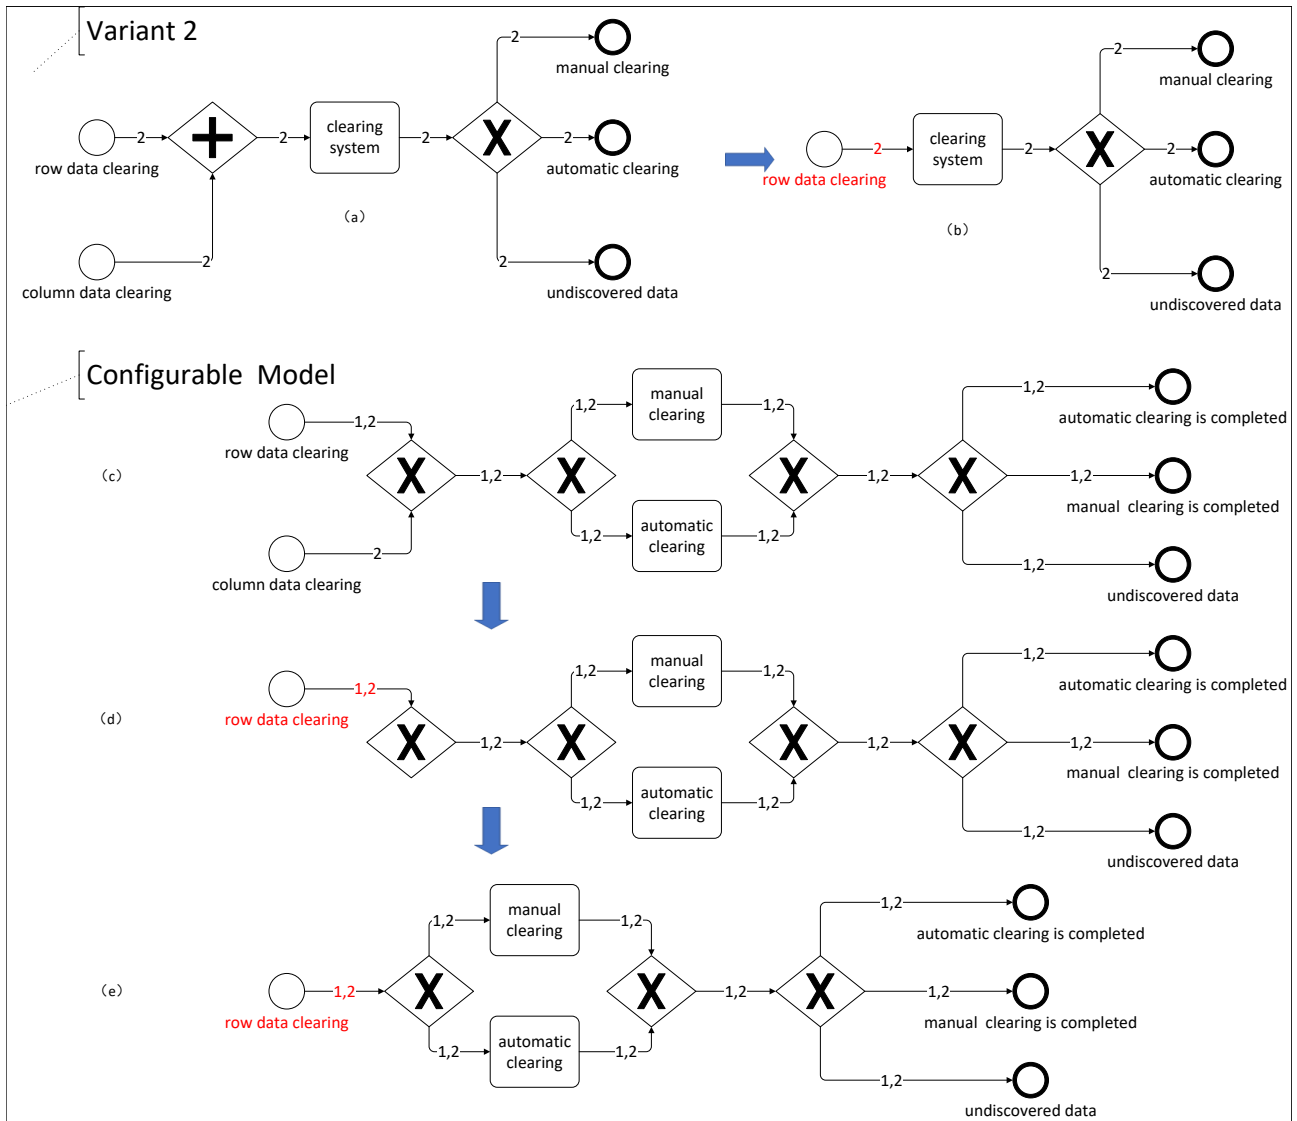 Variant 2
2
manual clearing
2
2
clearing
system
2
2
row data clearing
automatic clearing
(a)
2
2
column data clearing
undiscovered data
2
manual clearing
2
clearing
system
2
2
row data clearing
automatic clearing
(b)
2
undiscovered data
Configurable Model
(c)
1,2
row data clearing
2
column data clearing
1,2
1,2
manual
clearing
1,2
1,2
automatic
clearing
1,2
1,2
1,2
automatic clearing is completed
1,2
manual clearing is completed
1,2
undiscovered data
(d)
1,2
row data clearing
1,2
1,2
manual
clearing
1,2
1,2
automatic
clearing
1,2
1,2
1,2
automatic clearing is completed
1,2
manual clearing is completed
1,2
undiscovered data
(e)
1,2
row data clearing
1,2
manual
clearing
1,2
1,2
automatic
clearing
1,2
1,2
1,2
automatic clearing is completed
1,2
manual clearing is completed
1,2
undiscovered data